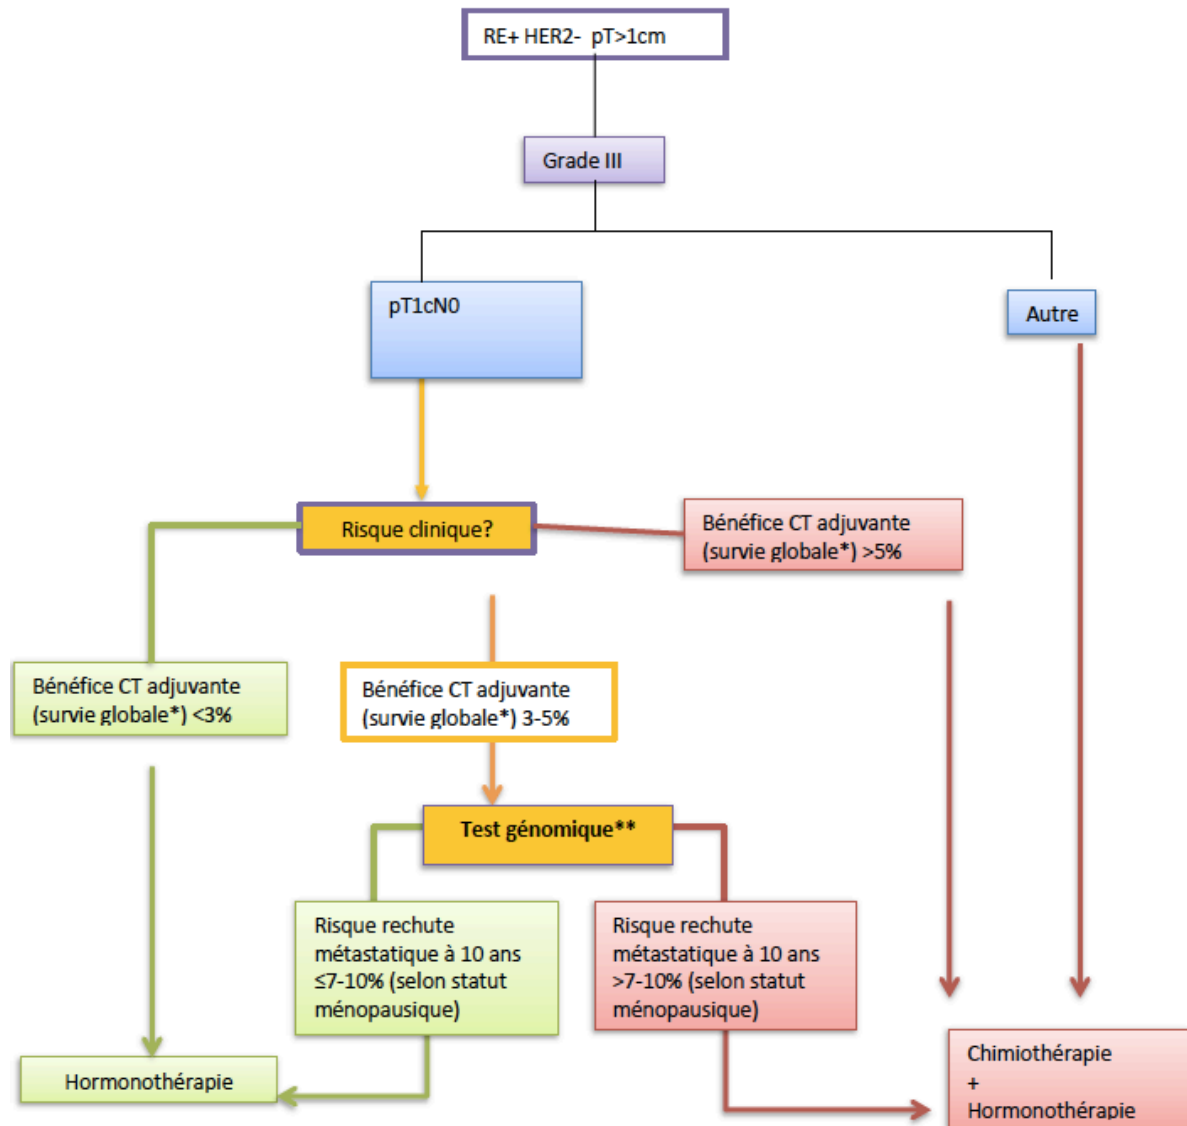 RE+ HER2- pT>1cm
Grade III
pT1cN0
Autre
Risque clinique?
Bénéfice CT adjuvante
(survie globale*) >5%
Bénéfice CT adjuvante
(survie globale*) <3%
Bénéfice CT adjuvante
(survie globale*) 3-5%
Test génomique**
Risque rechute
métastatique à 10 ans
≤7-10% (selon statut
ménopausique)
Risque rechute
métastatique à 10 ans
>7-10% (selon statut
ménopausique)
Hormonothérapie
Chimiothérapie
+
Hormonothérapie